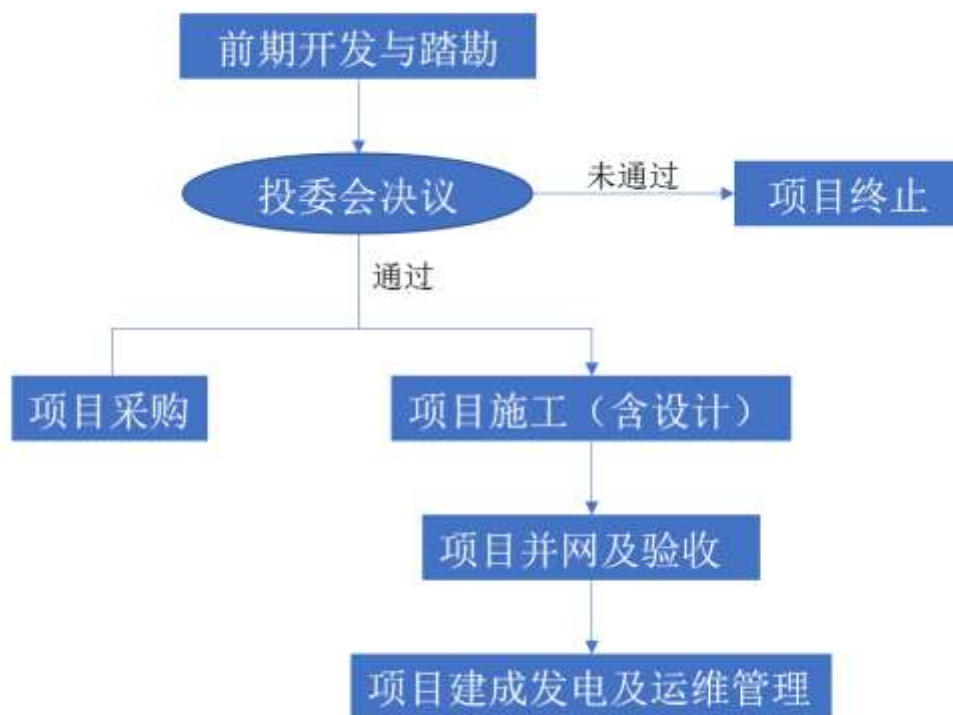 前期开发与踏勘
投委会决议
未通过
项目终止
通过
项目采购
项目施工（含设计）
项目并网及验收
项目建成发电及运维管理